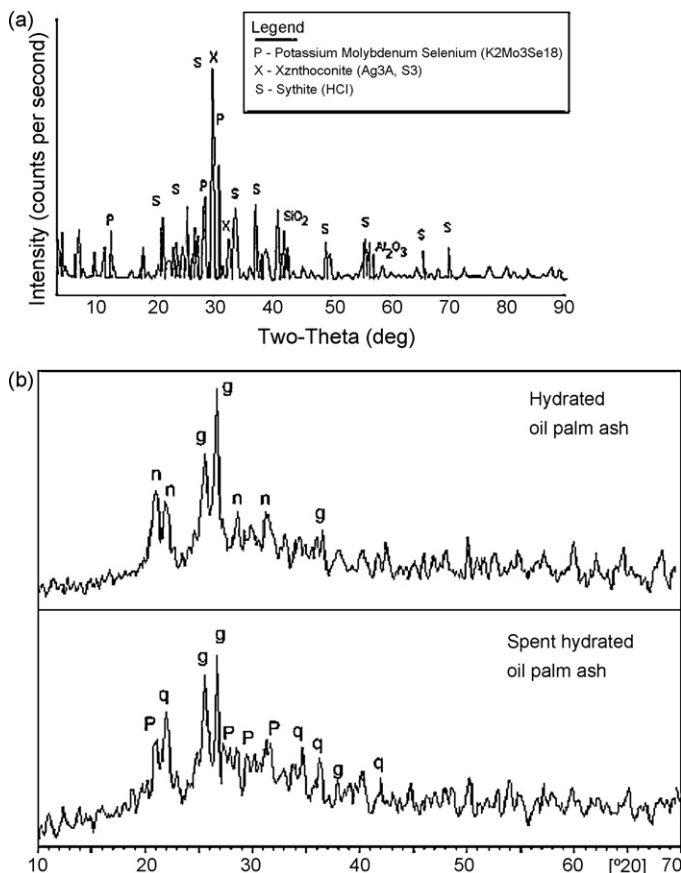 (a)
Legend
P - Potassium Molybdenum Selenium (K2Mo3Se18)
X - Xznthoconite (Ag3A, S3)
S - Sythite (HCl)
Intensity (counts per second)
P S S S X P P X S S SiO2 S S Al2O3 S S
10 20 30 40 50 60 70 80 90
Two-Theta (deg)
(b)
Hydrated
oil palm ash
n n g g n n g
Spent hydrated
oil palm ash
P q g g P P P q q g q
10 20 30 40 50 60 [°20] 70